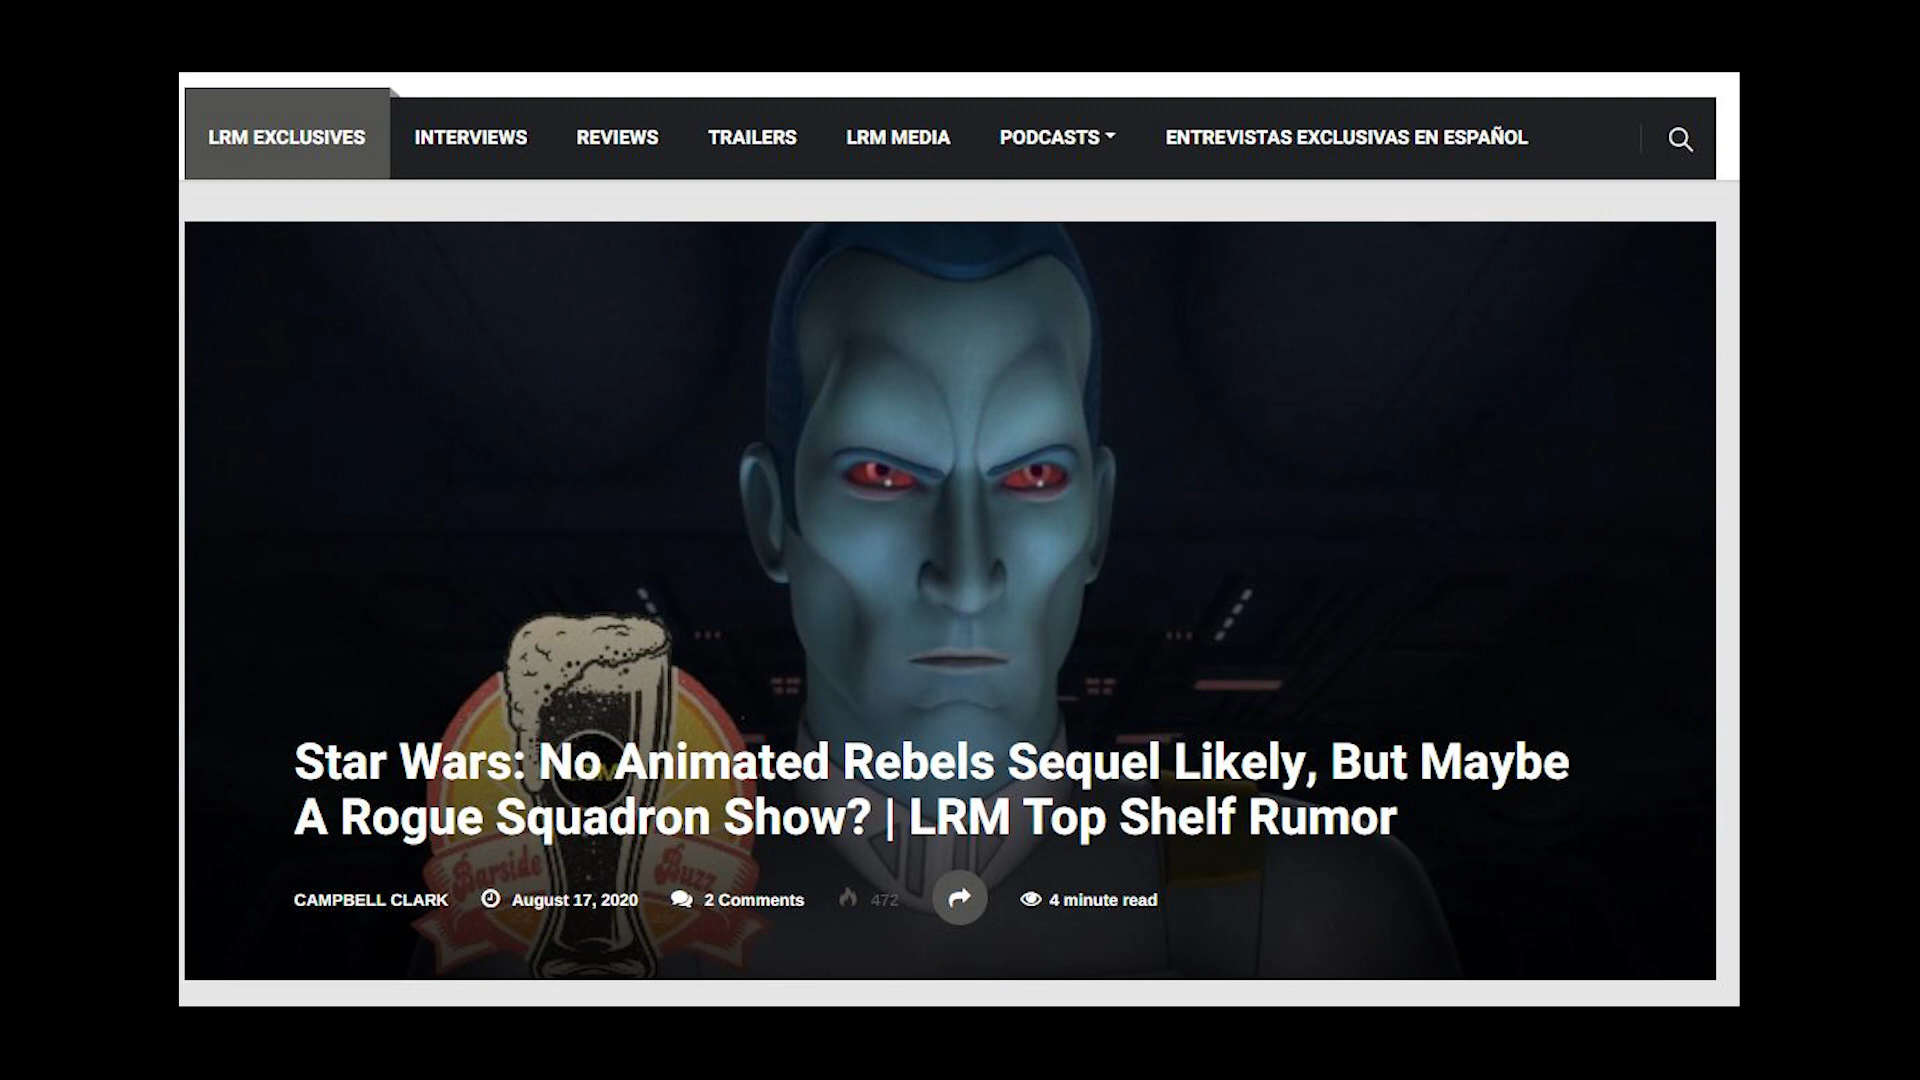 LRM EXCLUSIVES INTERVIEWS REVIEWS TRAILERS LRM MEDIA PODCASTS ENTREVISTAS EXCLUSIVAS EN ESPAÑOL
Star Wars: No Animated Rebels Sequel Likely, But Maybe
A Rogue Squadron Show? | LRM Top Shelf Rumor
Barside Buzz
CAMPBELL CLARK August 17, 2020 2 Comments 472 4 minute read